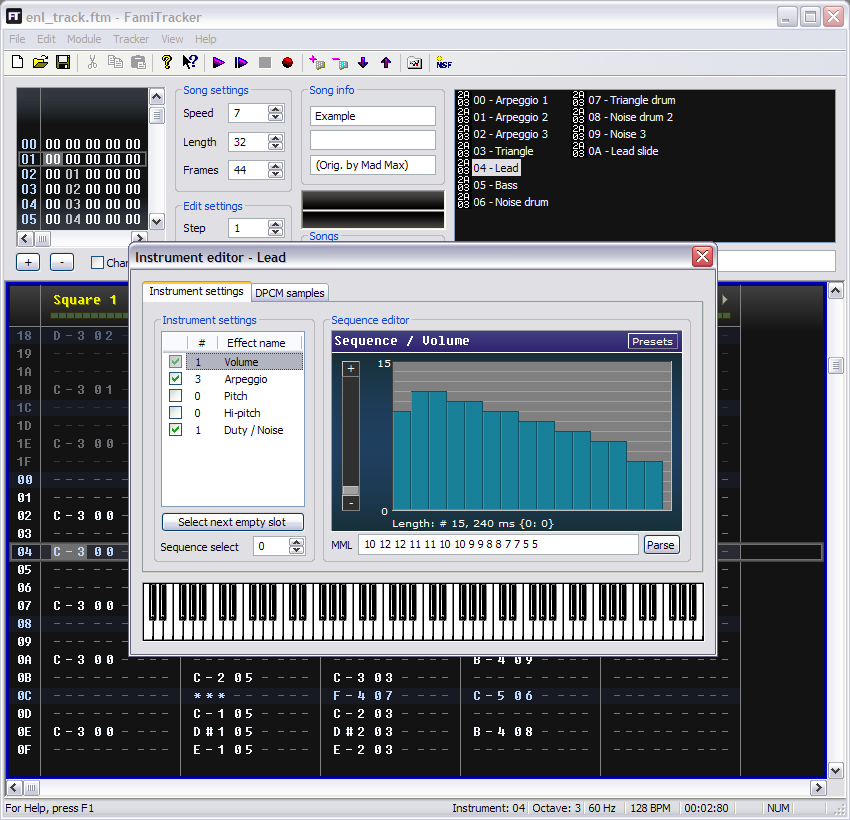 enl_track.ftm - FamiTracker
File Edit Module Tracker View Help
NSF
00 00 00 00 00 00
01 00 00 00 00 00
02 00 01 00 00 00
03 00 02 00 00 00
04 00 03 00 00 00
05 00 04 00 00 00
+ - Chan
Song settings
Speed 7
Length 32
Frames 44
Edit settings
Step 1
Song info
Example
(Orig. by Mad Max)
Songs
2A03 00 - Arpeggio 1
2A03 01 - Arpeggio 2
2A03 02 - Arpeggio 3
2A03 03 - Triangle
2A03 04 - Lead
2A03 05 - Bass
2A03 06 - Noise drum
2A03 07 - Triangle drum
2A03 08 - Noise drum 2
2A03 09 - Noise 3
2A03 0A - Lead slide
Instrument editor - Lead
Instrument settings DPCM samples
Instrument settings
# Effect name
1 Volume
3 Arpeggio
0 Pitch
0 Hi-pitch
1 Duty / Noise
Select next empty slot
Sequence select 0
Sequence editor
Sequence / Volume Presets
+ 15
- 0
Length: # 15, 240 ms {0: 0}
MML 10 12 12 11 11 10 10 9 9 8 8 7 7 5 5 Parse
Square 1
18 D-3 02 -
19 --- -- -
1A --- -- -
1B C-3 01 -
1C --- -- -
1D --- -- -
1E C-3 00 -
1F --- -- -
00 --- -- -
01 --- -- -
02 C-3 00 -
03 --- -- -
04 C-3 00 -
05 --- -- -
06 --- -- -
07 C-3 00 -
08 --- -- -
09 --- -- -
0A C-3 00 - B-4 09
0B --- -- - --- C-2 05 - --- C-3 03 - --- --- -- - --- --- -- - ---
0C --- -- - --- *** -- - --- F-4 07 - --- C-5 06 - --- --- -- - ---
0D --- -- - --- C-1 05 - --- C-2 03 - --- --- -- - --- --- -- - ---
0E C-3 00 - --- D#1 05 - --- D#2 03 - --- B-4 08 - --- --- -- - ---
0F --- -- - --- E-1 05 - --- E-2 03 - --- --- -- - --- --- -- - ---
For Help, press F1 Instrument: 04 Octave: 3 60 Hz 128 BPM 00:02:80 NUM